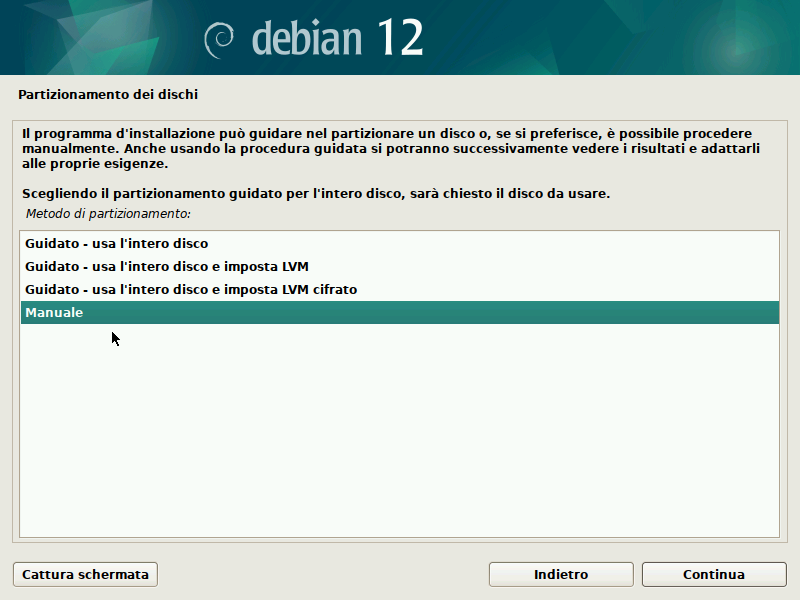 debian 12
Partizionamento dei dischi
Il programma d'installazione può guidare nel partizionare un disco o, se si preferisce, è possibile procedere
manualmente. Anche usando la procedura guidata si potranno successivamente vedere i risultati e adattarli
alle proprie esigenze.
Scegliendo il partizionamento guidato per l'intero disco, sarà chiesto il disco da usare.
Metodo di partizionamento:
Guidato - usa l'intero disco
Guidato - usa l'intero disco e imposta LVM
Guidato - usa l'intero disco e imposta LVM cifrato
Manuale
Cattura schermata
Indietro
Continua